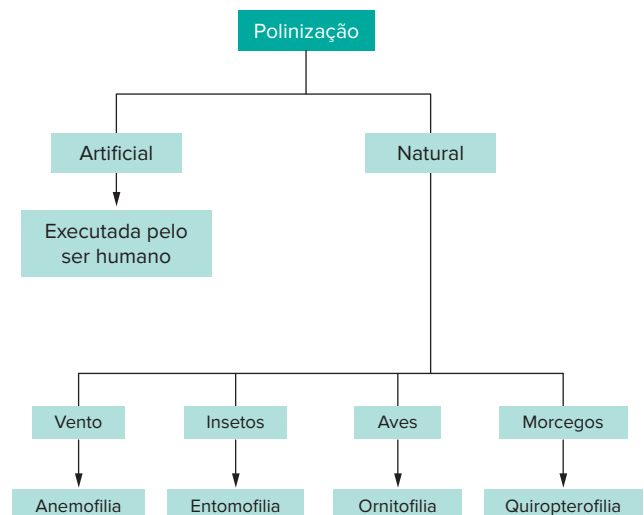 Polinização
Artificial
Natural
Executada pelo
ser humano
Vento
Insetos
Aves
Morcegos
Anemofilia
Entomofilia
Ornitofilia
Quiropterofilia